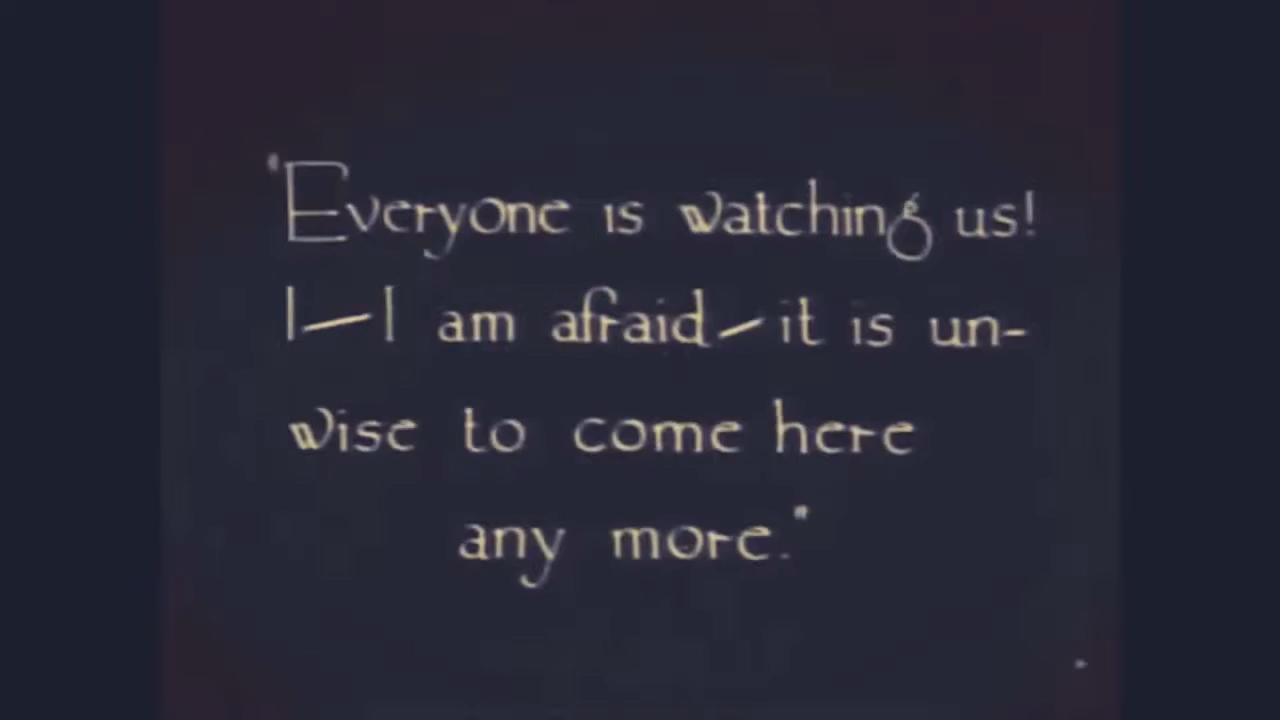 "Everyone is watching us!
I—I am afraid—it is un-
wise to come here
any more."